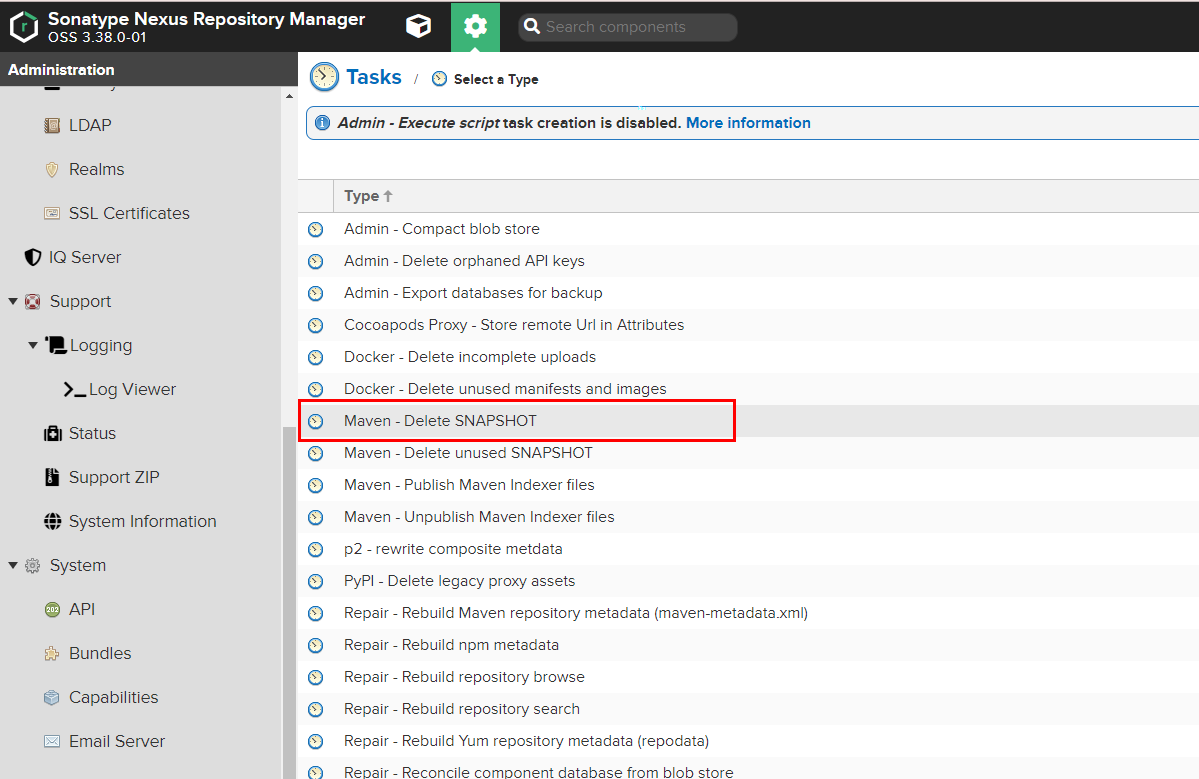 Sonatype Nexus Repository Manager
OSS 3.38.0-01
Search components
Administration
LDAP
Realms
SSL Certificates
IQ Server
Support
Logging
Log Viewer
Status
Support ZIP
System Information
System
API
Bundles
Capabilities
Email Server
Tasks / Select a Type
Admin - Execute script task creation is disabled. More information
Type
Admin - Compact blob store
Admin - Delete orphaned API keys
Admin - Export databases for backup
Cocoapods Proxy - Store remote Url in Attributes
Docker - Delete incomplete uploads
Docker - Delete unused manifests and images
Maven - Delete SNAPSHOT
Maven - Delete unused SNAPSHOT
Maven - Publish Maven Indexer files
Maven - Unpublish Maven Indexer files
p2 - rewrite composite metdata
PyPI - Delete legacy proxy assets
Repair - Rebuild Maven repository metadata (maven-metadata.xml)
Repair - Rebuild npm metadata
Repair - Rebuild repository browse
Repair - Rebuild repository search
Repair - Rebuild Yum repository metadata (repodata)
Repair - Reconcile component database from blob store